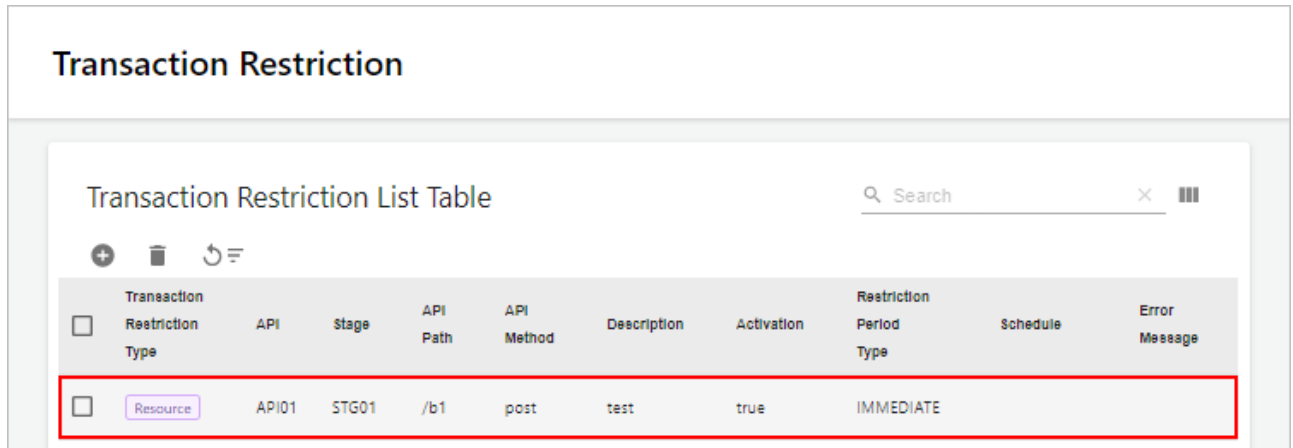 Transaction Restriction
Transaction Restriction List Table
Search
Transaction Restriction Type
API
Stage
API Path
API Method
Description
Activation
Restriction Period Type
Schedule
Error Message
Resource
API01
STG01
/b1
post
test
true
IMMEDIATE